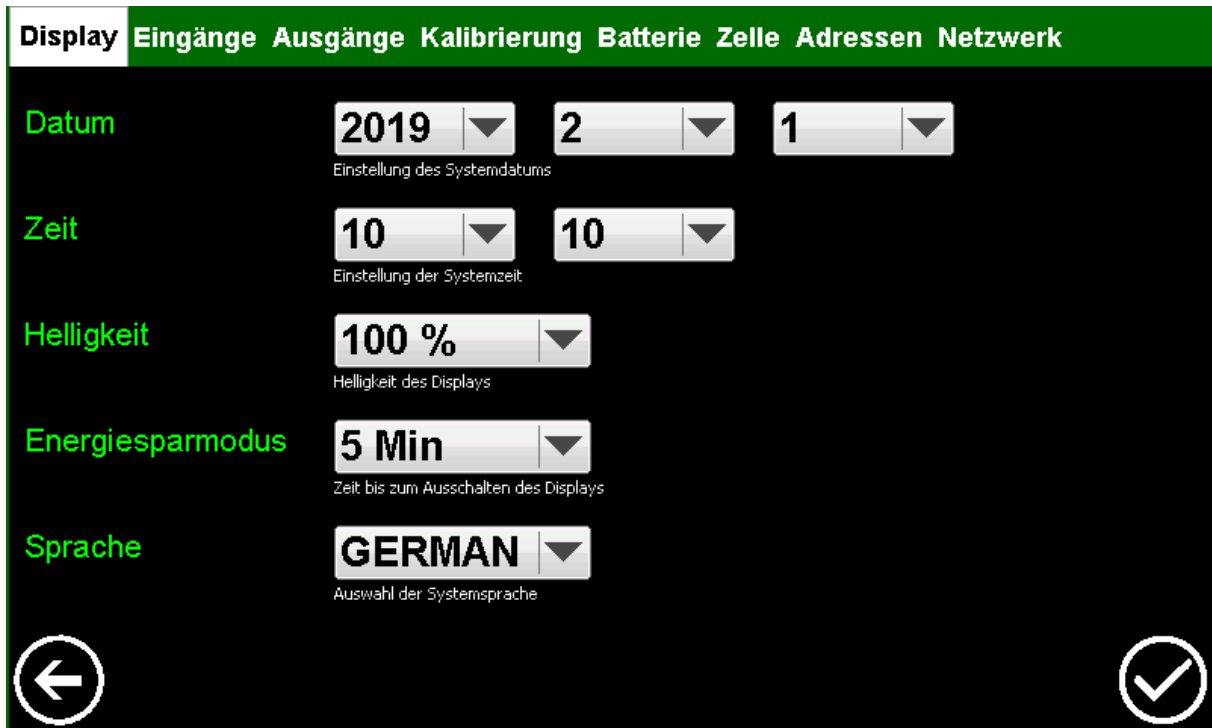 Display Eingänge Ausgänge Kalibrierung Batterie Zelle Adressen Netzwerk
Datum 2019 2 1
Einstellung des Systemdatums
Zeit 10 10
Einstellung der Systemzeit
Helligkeit 100 %
Helligkeit des Displays
Energiesparmodus 5 Min
Zeit bis zum Ausschalten des Displays
Sprache GERMAN
Auswahl der Systemsprache